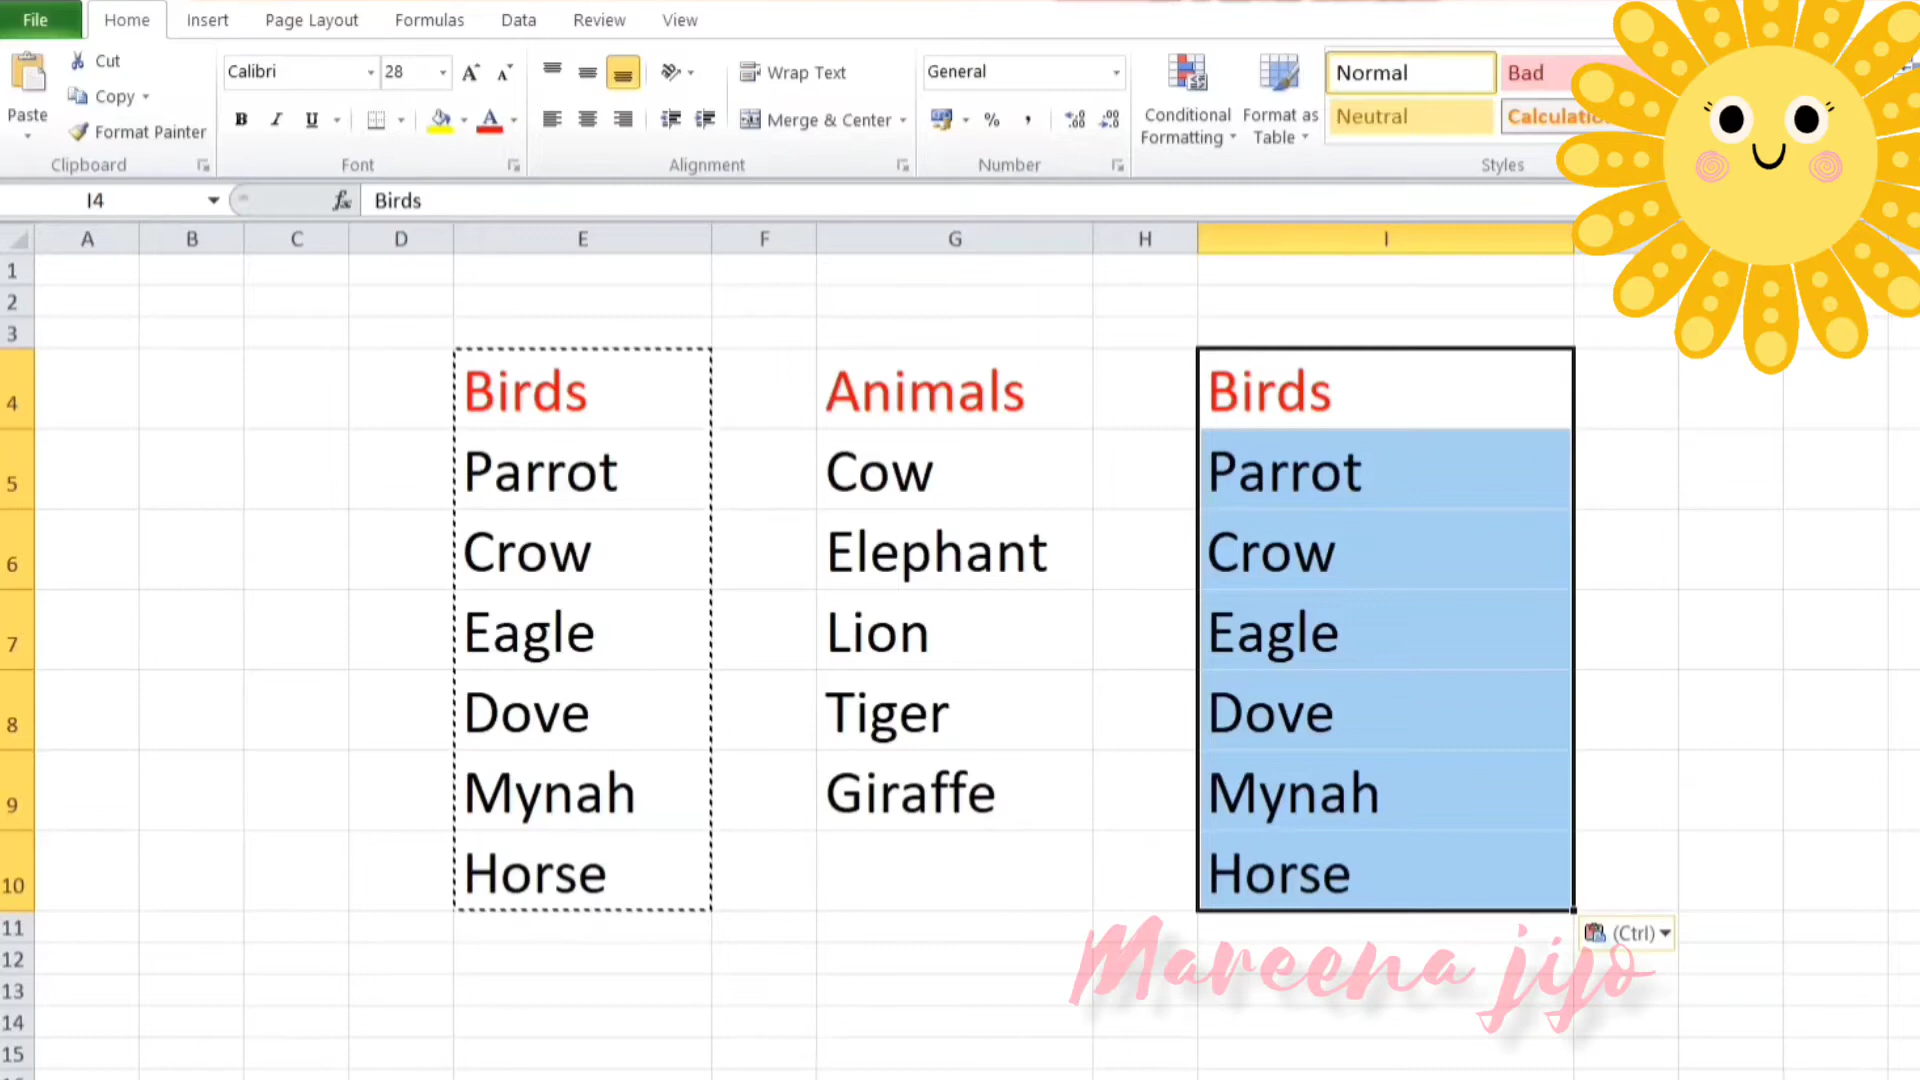 File Home Insert Page Layout Formulas Data Review View
Cut
Copy
Format Painter
Paste
Clipboard
Calibri 28
B I U
Font
Wrap Text
Merge & Center
Alignment
General
% ,
Number
Conditional Formatting
Format as Table
Normal Bad
Neutral
Styles
I4 fx Birds
A B C D E F G H I
1
2
3
4 Birds Animals Birds
5 Parrot Cow Parrot
6 Crow Elephant Crow
7 Eagle Lion Eagle
8 Dove Tiger Dove
9 Mynah Giraffe Mynah
10 Horse Horse
11
(Ctrl)
12
Mareena jijo
13
14
15